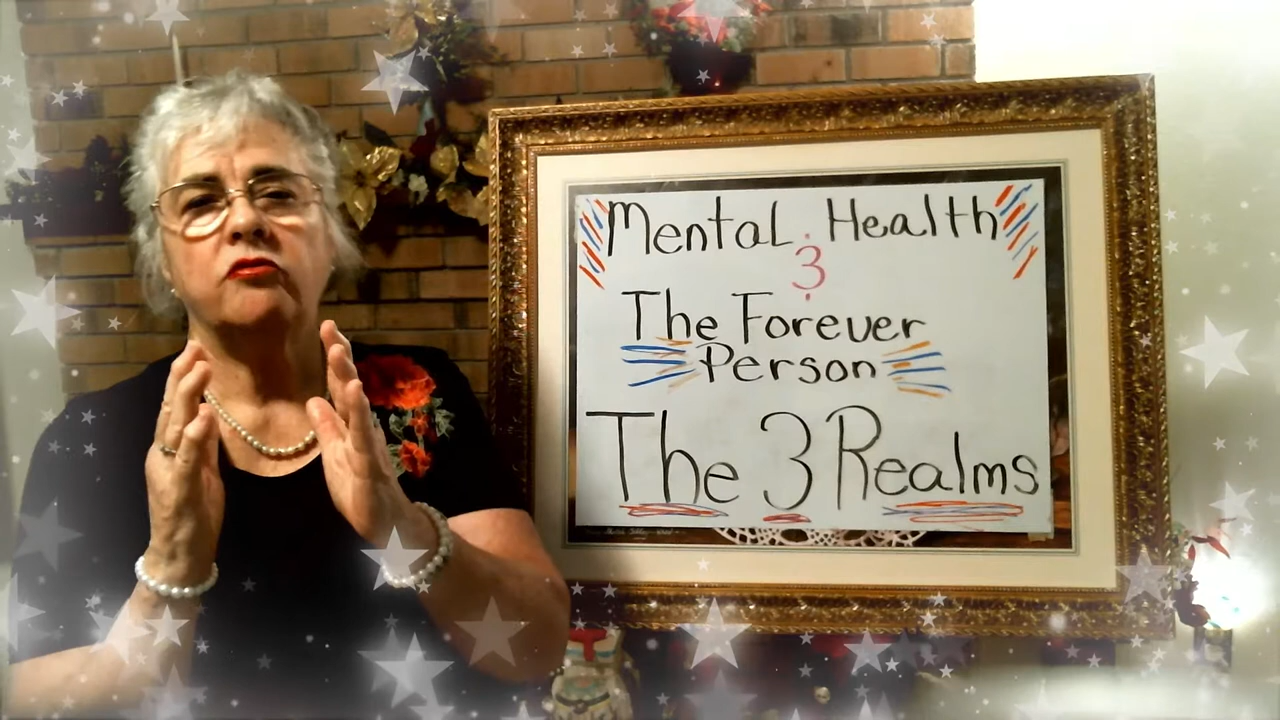 Mental Health
3
The Forever
Person
The 3 Realms